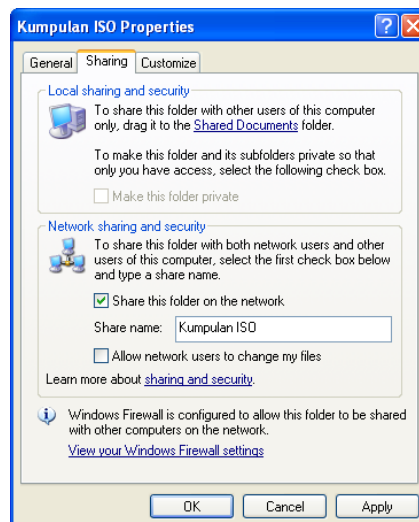 Kumpulan ISO Properties
General Sharing Customize
Local sharing and security
To share this folder with other users of this computer
only, drag it to the Shared Documents folder.
To make this folder and its subfolders private so that
only you have access, select the following check box.
Make this folder private
Network sharing and security
To share this folder with both network users and other
users of this computer, select the first check box below
and type a share name.
Share this folder on the network
Share name: Kumpulan ISO
Allow network users to change my files
Learn more about sharing and security.
Windows Firewall is configured to allow this folder to be shared
with other computers on the network.
View your Windows Firewall settings
OK Cancel Apply